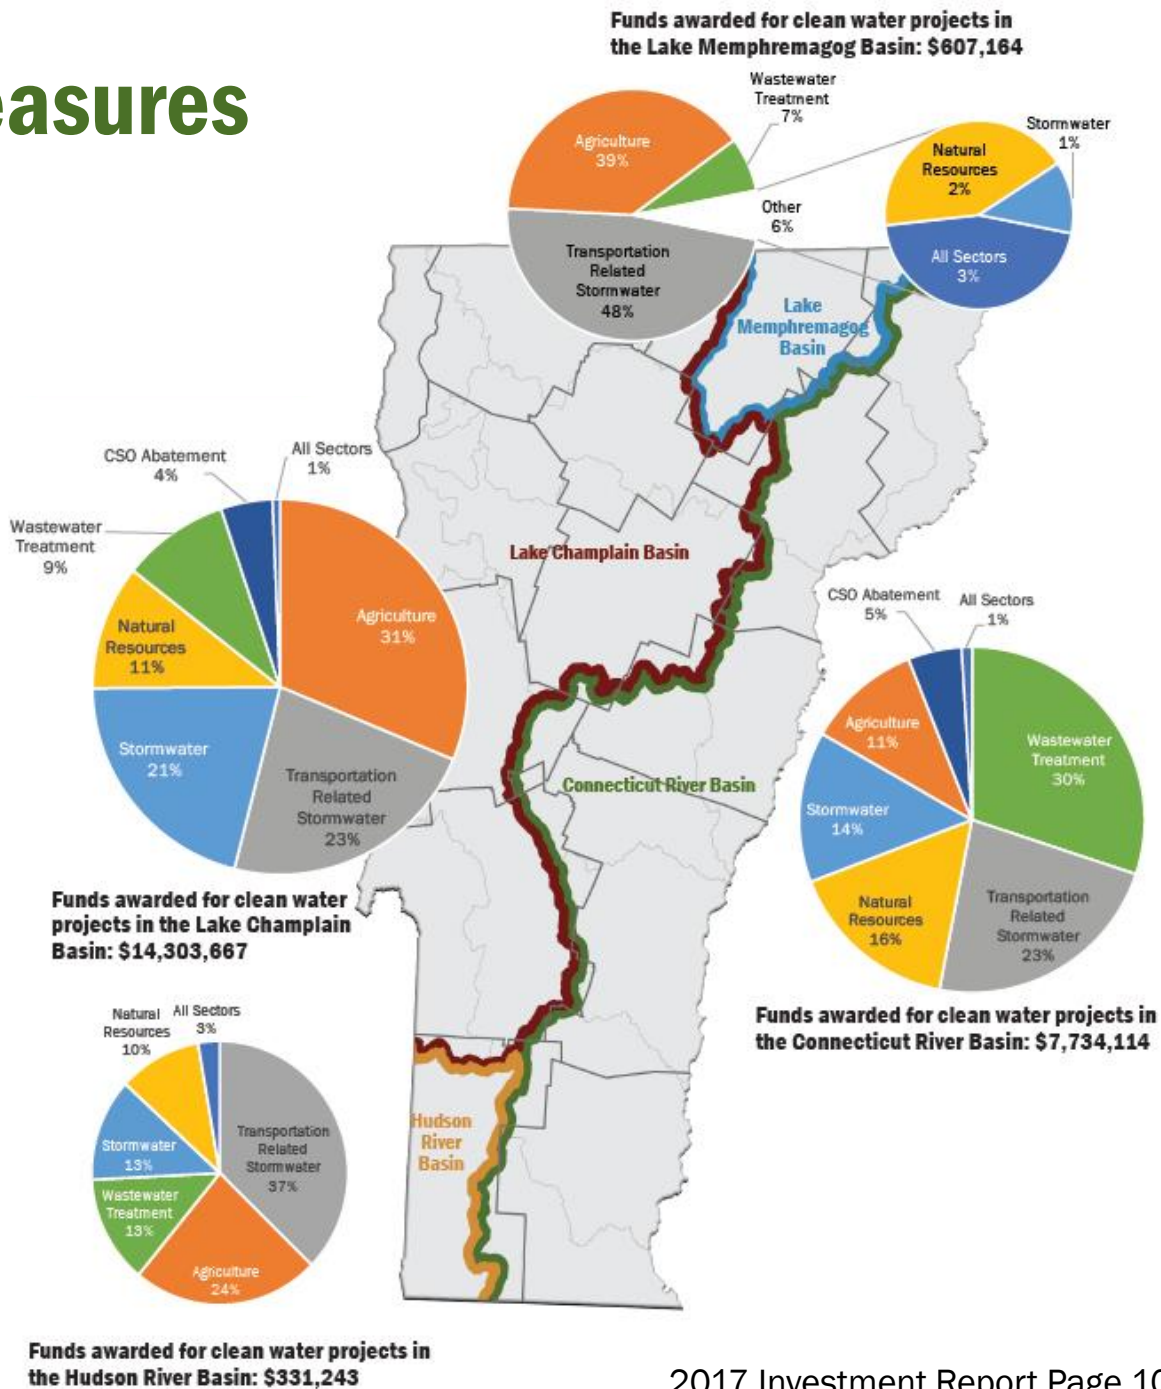 easures
Funds awarded for clean water projects in
the Lake Memphremagog Basin: $607,164
Wastewater
Treatment
7%
Agriculture
39%
Other
6%
Transportation
Related
Stormwater
48%
Stormwater
1%
Natural
Resources
2%
All Sectors
3%
Lake
Memphremagog
Basin
CSO Abatement
4%
All Sectors
1%
Wastewater
Treatment
9%
Agriculture
31%
Natural
Resources
11%
Stormwater
21%
Transportation
Related
Stormwater
23%
Funds awarded for clean water
projects in the Lake Champlain
Basin: $14,303,667
Lake Champlain Basin
Connecticut River Basin
CSO Abatement
5%
All Sectors
1%
Wastewater
Treatment
30%
Agriculture
11%
Stormwater
14%
Natural
Resources
16%
Transportation
Related
Stormwater
23%
Funds awarded for clean water projects in
the Connecticut River Basin: $7,734,114
Natural
Resources
10%
All Sectors
3%
Transportation
Related
Stormwater
37%
Stormwater
13%
Wastewater
Treatment
13%
Agriculture
24%
Hudson
River
Basin
Funds awarded for clean water projects in
the Hudson River Basin: $331,243
2017 Investment Report Page 10